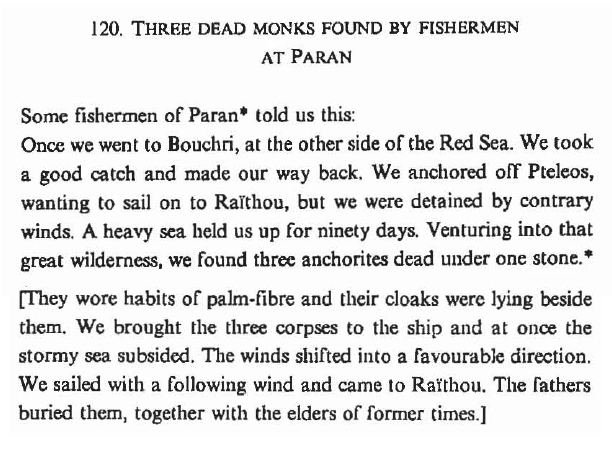 120. THREE DEAD MONKS FOUND BY FISHERMEN
AT PARAN
Some fishermen of Paran* told us this:
Once we went to Bouchri, at the other side of the Red Sea. We took
a good catch and made our way back. We anchored off Pteleos,
wanting to sail on to Raïthou, but we were detained by contrary
winds. A heavy sea held us up for ninety days. Venturing into that
great wilderness, we found three anchorites dead under one stone.*
[They wore habits of palm-fibre and their cloaks were lying beside
them. We brought the three corpses to the ship and at once the
stormy sea subsided. The winds shifted into a favourable direction.
We sailed with a following wind and came to Raïthou. The fathers
buried them, together with the elders of former times.]